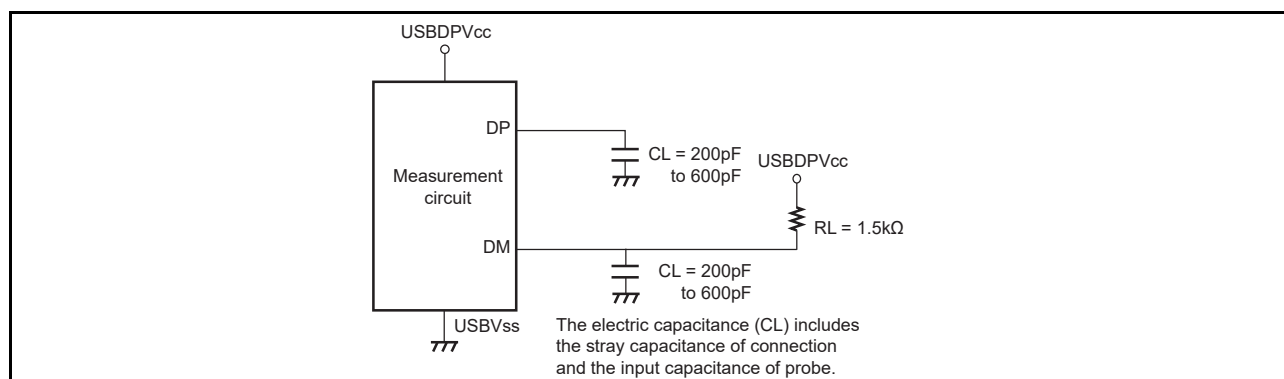 USBDPVcc
DP
CL = 200pF
to 600pF
USBDPVcc
Measurement
circuit
RL = 1.5kΩ
DM
CL = 200pF
to 600pF
USBVss
The electric capacitance (CL) includes
the stray capacitance of connection
and the input capacitance of probe.